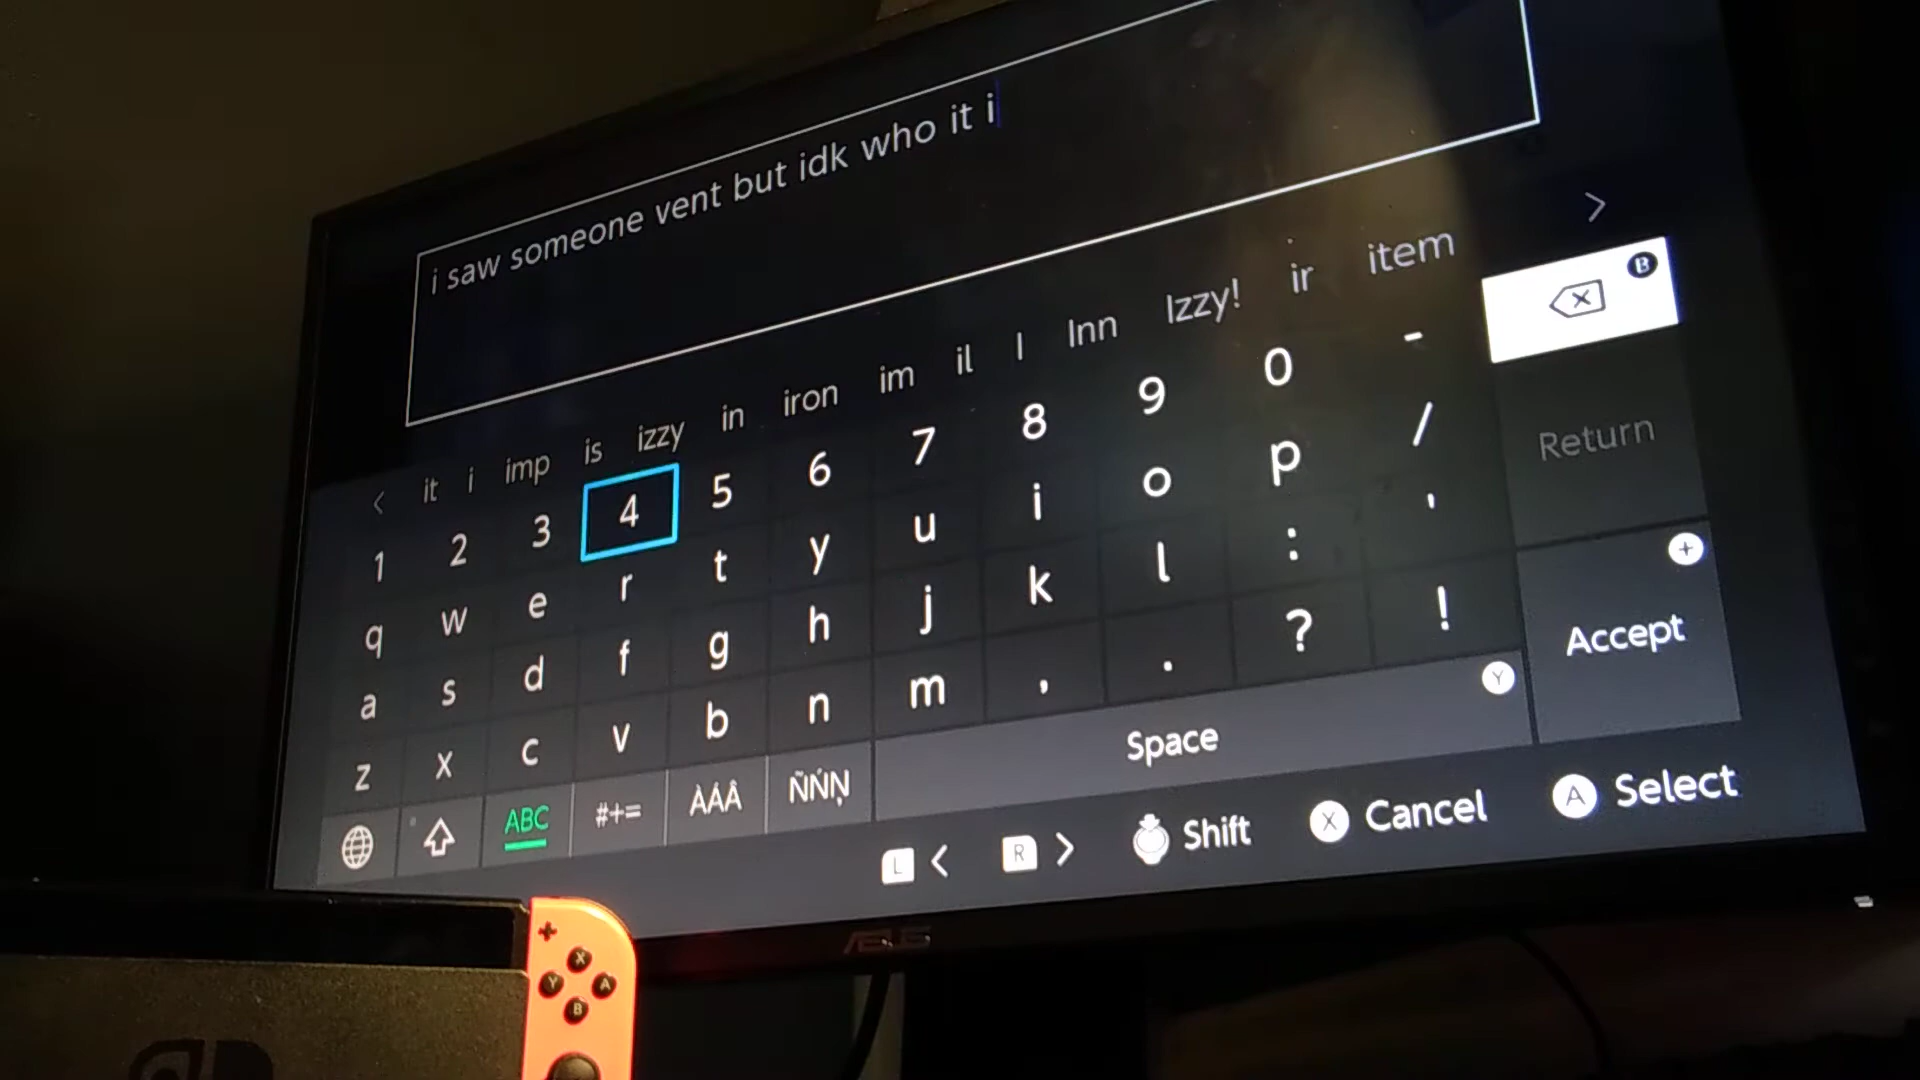 i saw someone vent but idk who it i
< it i imp is izzy in iron im il I Inn Izzy! ir item >
1 2 3 4 5 6 7 8 9 0 - B
q w e r t y u i o p / Return
a s d f g h j k l : '
z x c v b n m , . ? ! + Accept
ABC #+= ÀÁÂ ÑŃŅ Space Y
L < R > Shift X Cancel A Select
ASUS
+ X Y A B